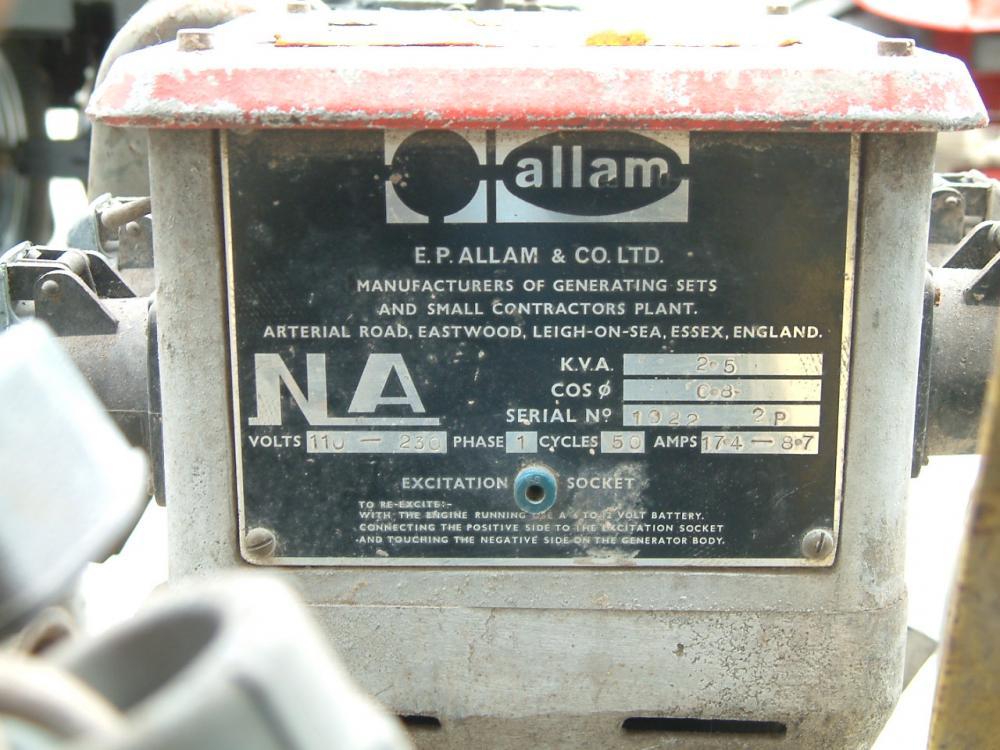 allam
E. P. ALLAM & CO. LTD.
MANUFACTURERS OF GENERATING SETS
AND SMALL CONTRACTORS PLANT.
ARTERIAL ROAD, EASTWOOD, LEIGH-ON-SEA, ESSEX, ENGLAND.
NA
K.V.A. 2·5
COS ø 0·8
SERIAL Nº 1922 2P
VOLTS 110 — 230 PHASE 1 CYCLES 50 AMPS 17·4 — 8·7
EXCITATION SOCKET
TO RE-EXCITE:-
WITH THE ENGINE RUNNING USE A 6 TO 12 VOLT BATTERY.
CONNECTING THE POSITIVE SIDE TO THE EXCITATION SOCKET
AND TOUCHING THE NEGATIVE SIDE ON THE GENERATOR BODY.